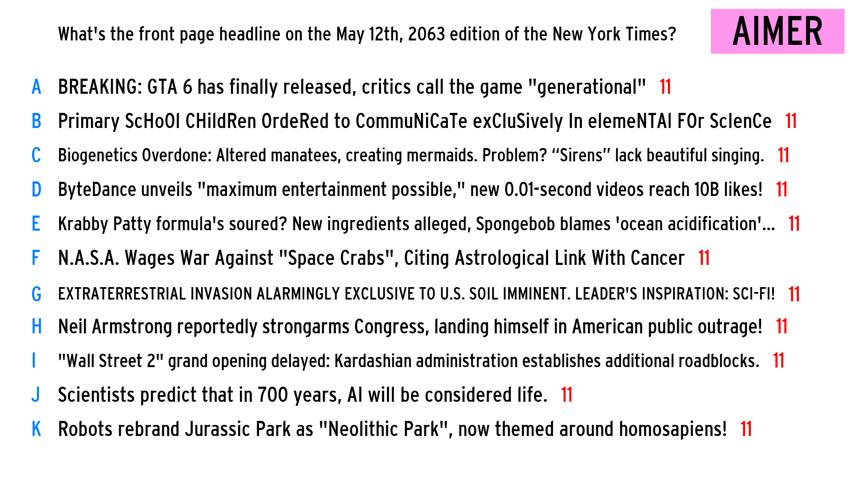 What's the front page headline on the May 12th, 2063 edition of the New York Times?
AIMER
A BREAKING: GTA 6 has finally released, critics call the game "generational" 11
B Primary ScHoOl CHildRen OrdeRed to CommuNiCaTe exCluSively In elemeNTAl FOr ScIenCe 11
C Biogenetics Overdone: Altered manatees, creating mermaids. Problem? “Sirens” lack beautiful singing. 11
D ByteDance unveils "maximum entertainment possible," new 0.01-second videos reach 10B likes! 11
E Krabby Patty formula's soured? New ingredients alleged, Spongebob blames 'ocean acidification'... 11
F N.A.S.A. Wages War Against "Space Crabs", Citing Astrological Link With Cancer 11
G EXTRATERRESTRIAL INVASION ALARMINGLY EXCLUSIVE TO U.S. SOIL IMMINENT. LEADER'S INSPIRATION: SCI-FI! 11
H Neil Armstrong reportedly strongarms Congress, landing himself in American public outrage! 11
I "Wall Street 2" grand opening delayed: Kardashian administration establishes additional roadblocks. 11
J Scientists predict that in 700 years, AI will be considered life. 11
K Robots rebrand Jurassic Park as "Neolithic Park", now themed around homosapiens! 11